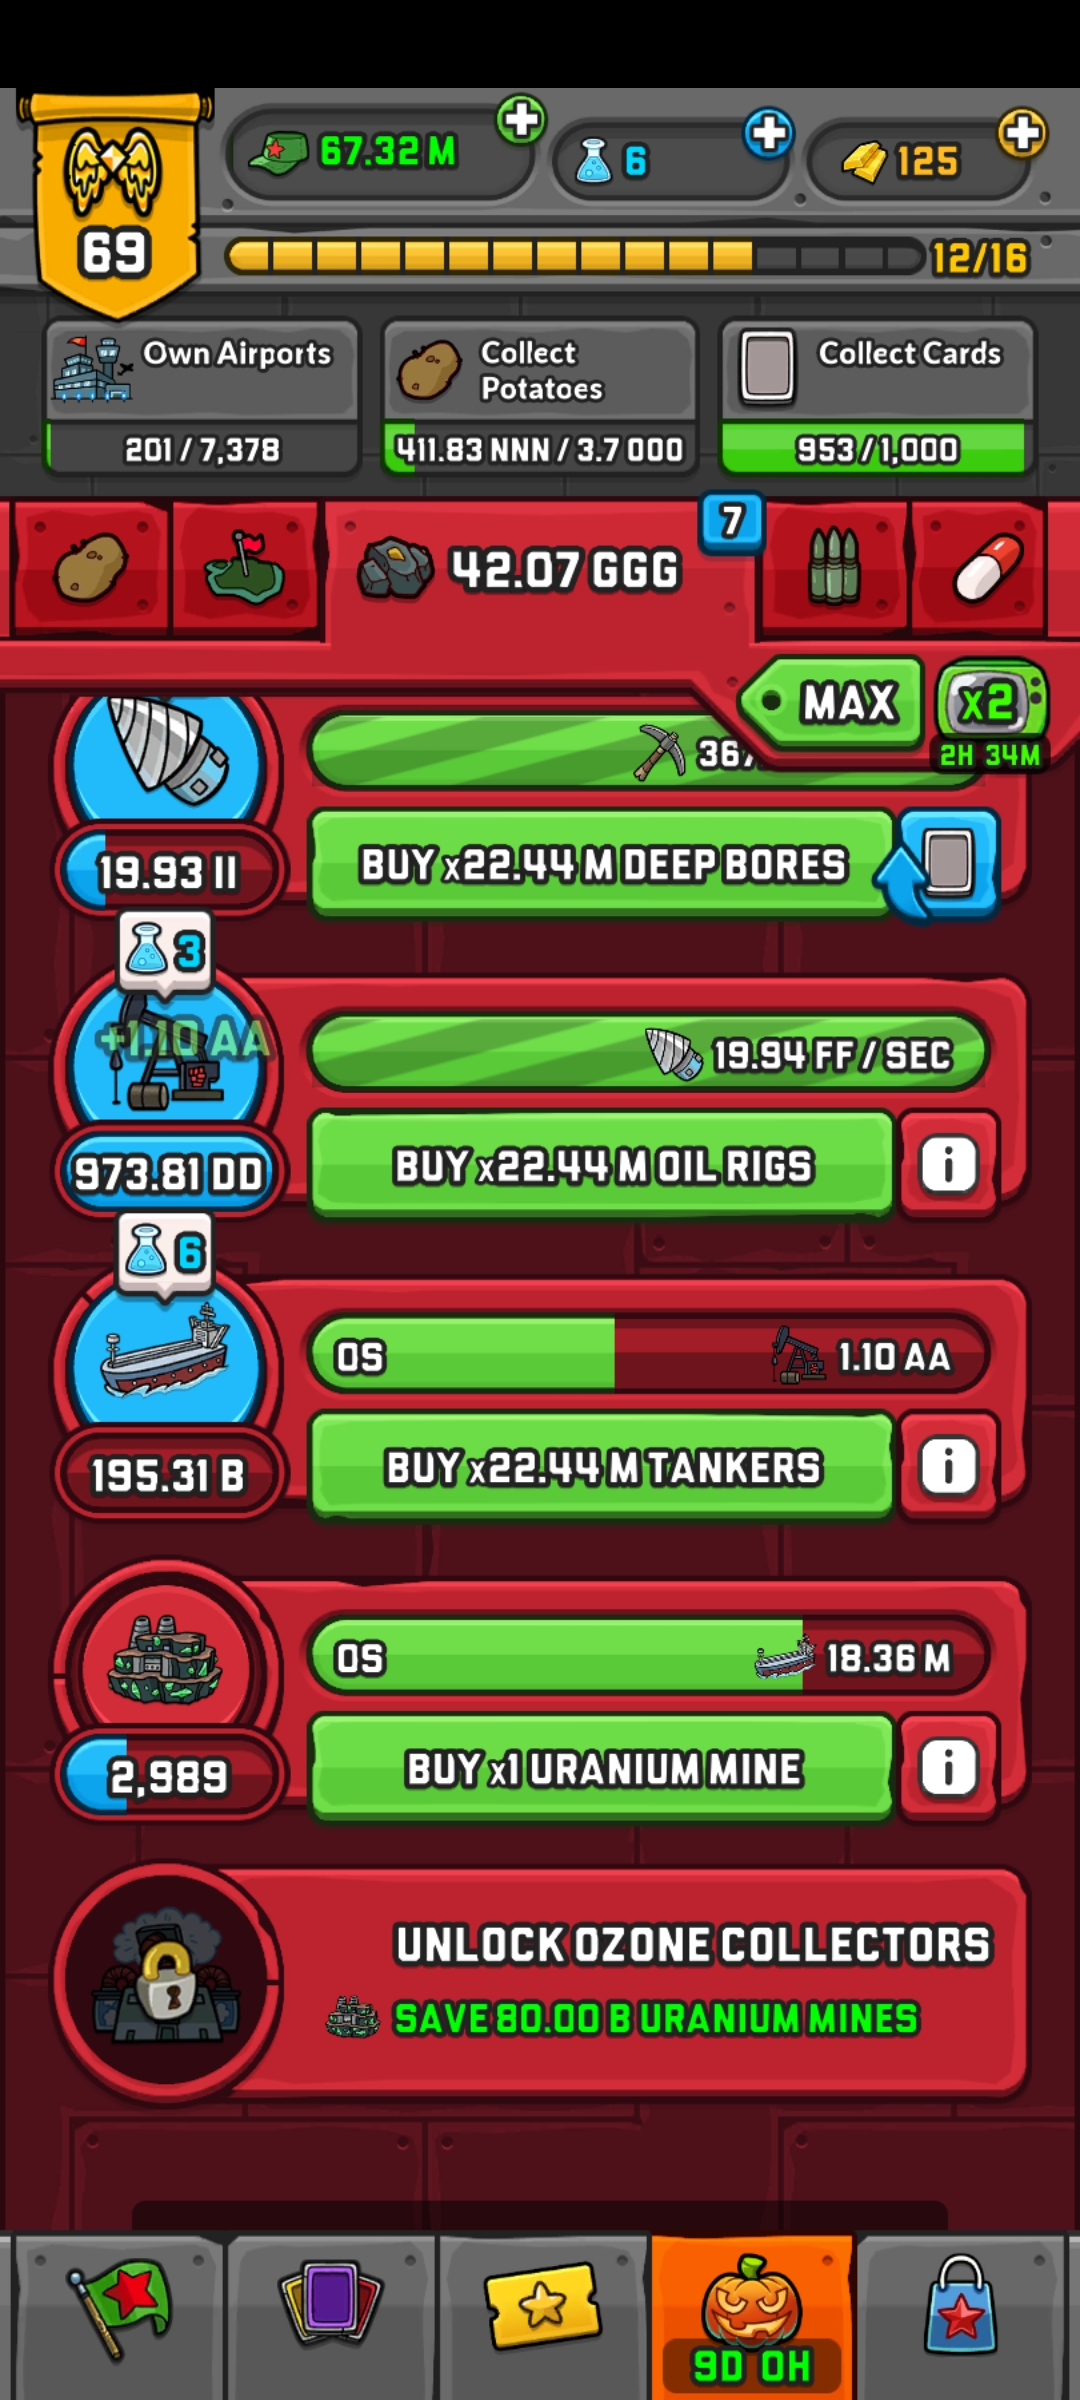 67.32 M
6
125
69
12/16
Own Airports
201 / 7,378
Collect
Potatoes
411.83 NNN / 3.7 OOO
Collect Cards
953 / 1,000
42.07 GGG
7
MAX
x2
2H 34M
19.93 II
BUY x22.44 M DEEP BORES
3
+1.10 AA
19.94 FF / SEC
973.81 DD
BUY x22.44 M OIL RIGS
i
6
0S
1.10 AA
195.31 B
BUY x22.44 M TANKERS
i
0S
18.36 M
2,989
BUY x1 URANIUM MINE
i
UNLOCK OZONE COLLECTORS
SAVE 80.00 B URANIUM MINES
9D 0H